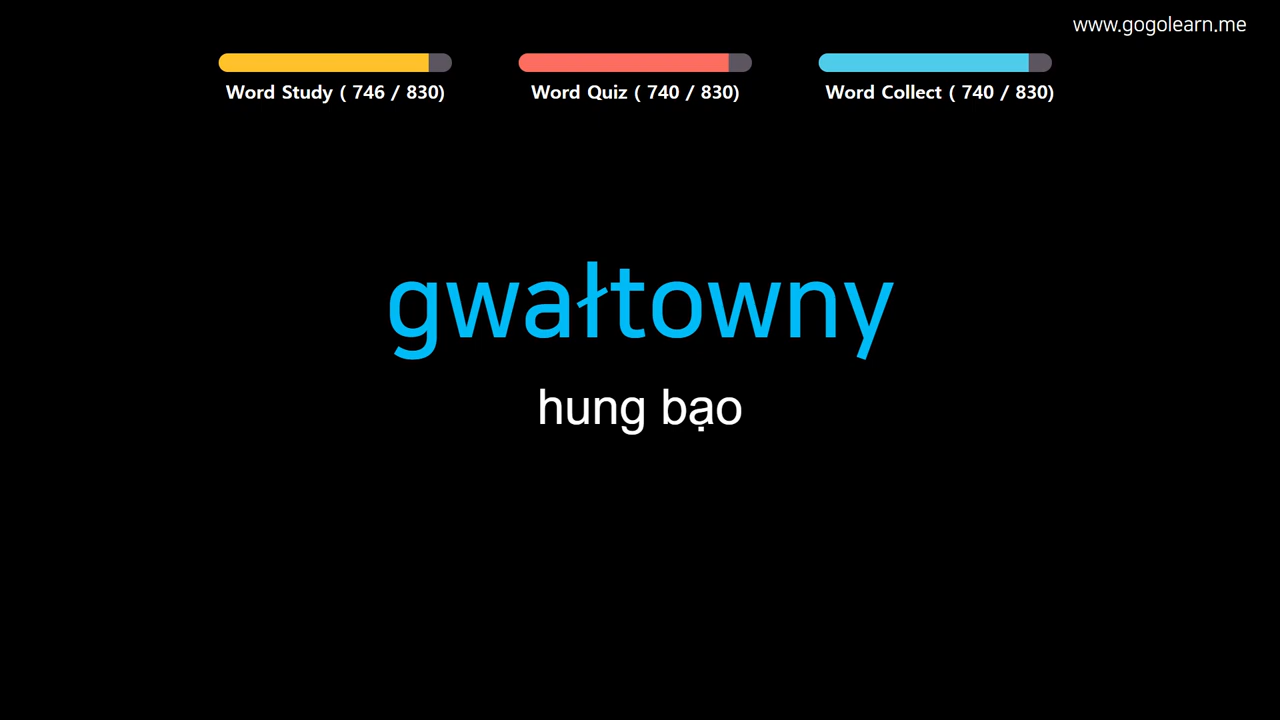 www.gogolearn.me
Word Study ( 746 / 830)
Word Quiz ( 740 / 830)
Word Collect ( 740 / 830)
gwałtowny
hung bạo